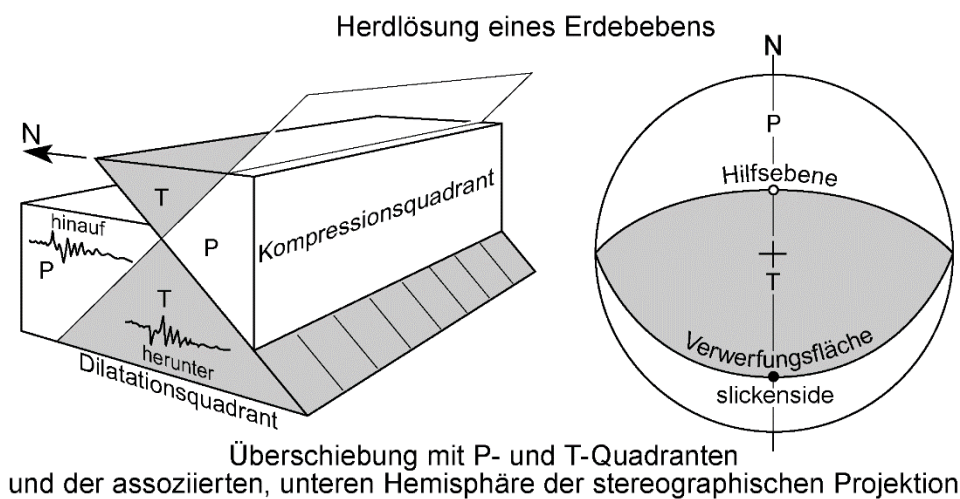 Herdlösung eines Erdebebens
N
T
hinauf
P
P
Kompressionsquadrant
T
herunter
Dilatationsquadrant
N
P
Hilfsebene
T
Verwerfungsfläche
slickenside
Überschiebung mit P- und T-Quadranten
und der assoziierten, unteren Hemisphäre der stereographischen Projektion